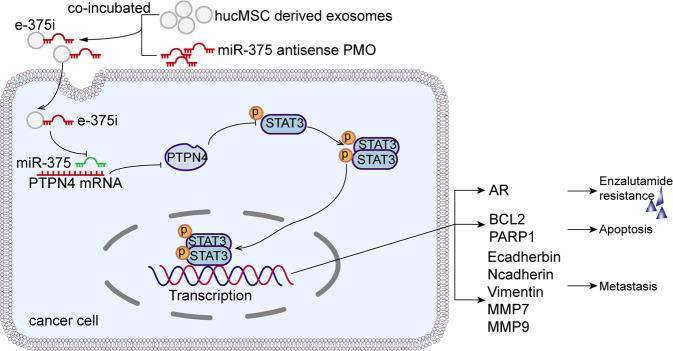 co-incubated
hucMSC derived exosomes
e-375i
miR-375 antisense PMO
e-375i
miR-375
PTPN4 mRNA
PTPN4
p
STAT3
p
STAT3
p
STAT3
p
STAT3
p
STAT3
Transcription
cancer cell
AR
Enzalutamide
resistance
BCL2
PARP1
Apoptosis
Ecadherbin
Ncadherin
Vimentin
MMP7
MMP9
Metastasis